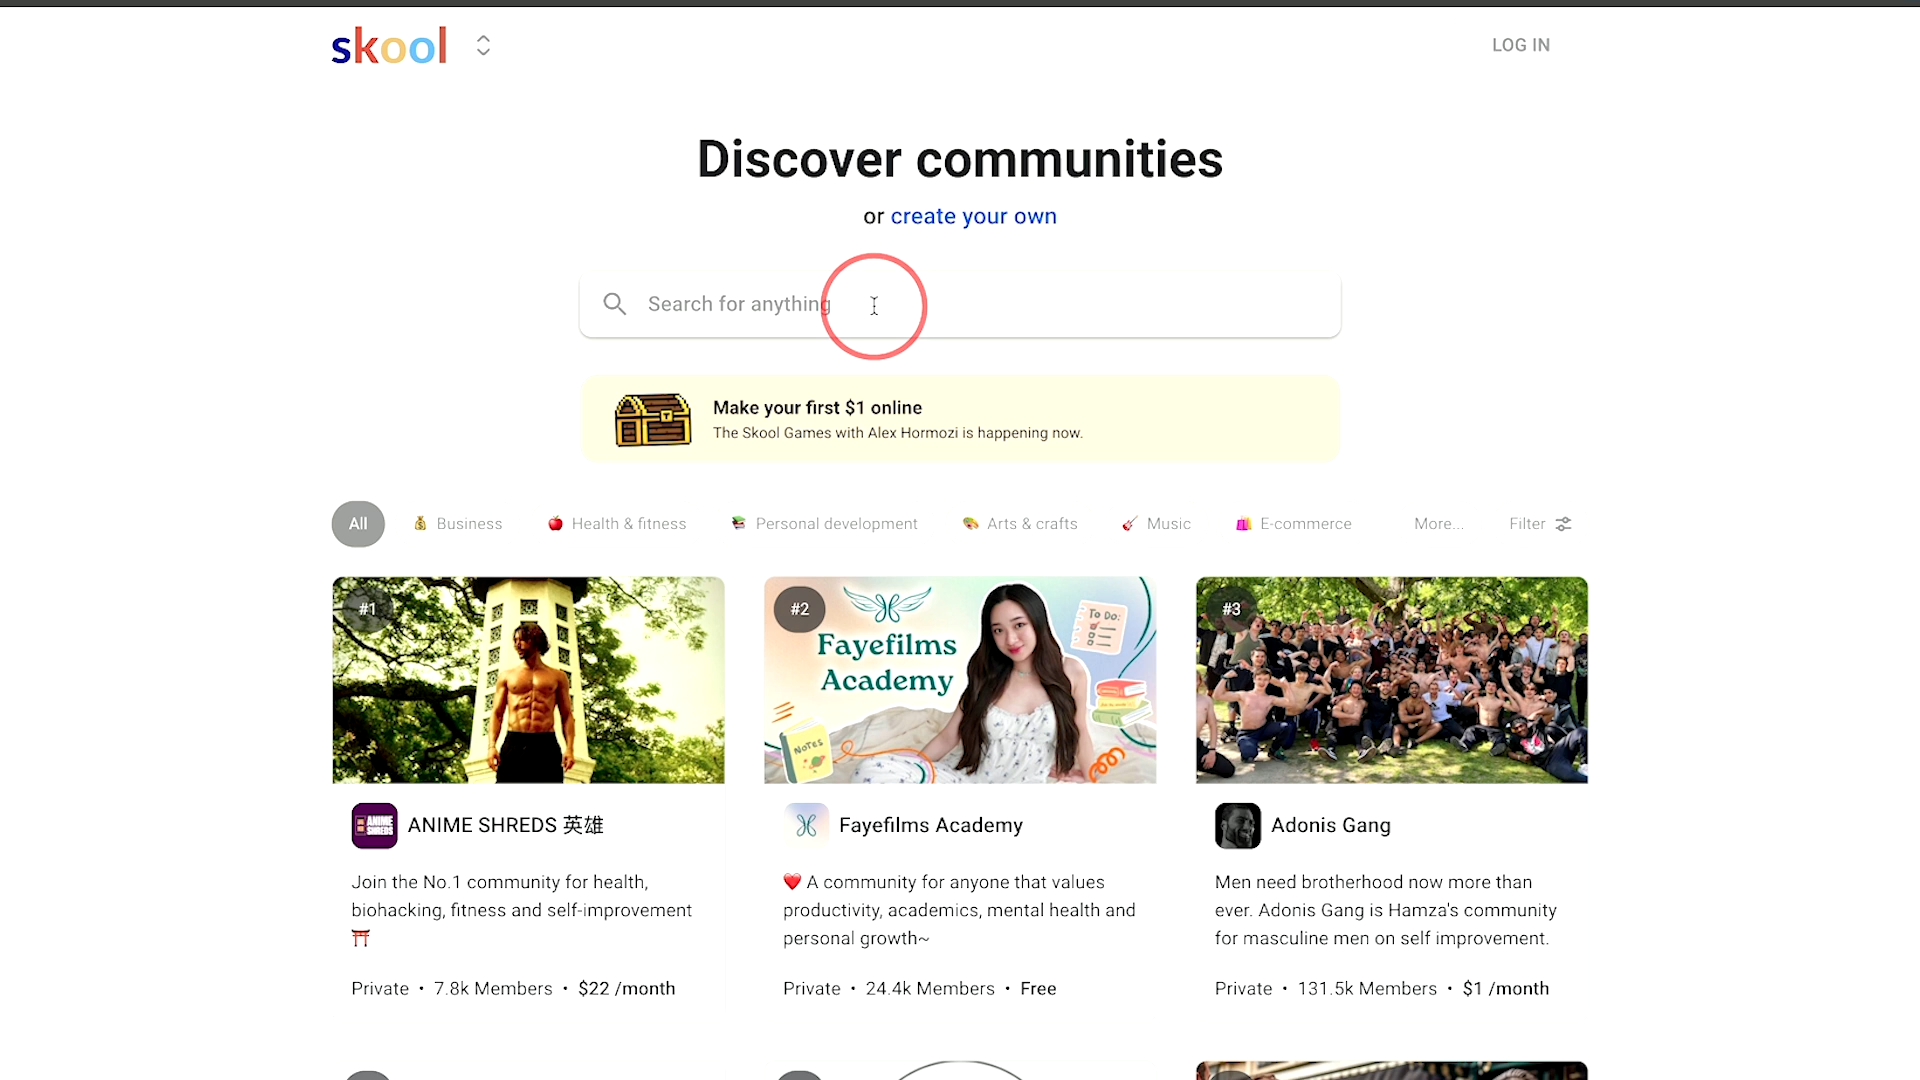 skool
LOG IN
Discover communities
or create your own
Search for anything
Make your first $1 online
The Skool Games with Alex Hormozi is happening now.
All
Business
Health & fitness
Personal development
Arts & crafts
Music
E-commerce
More...
Filter
#1
#2
Fayefilms
Academy
To Do:
NOTES
#3
ANIME SHREDS
ANIME SHREDS 英雄
Join the No.1 community for health,
biohacking, fitness and self-improvement
⛩️
Private • 7.8k Members • $22 /month
Fayefilms Academy
❤️ A community for anyone that values
productivity, academics, mental health and
personal growth~
Private • 24.4k Members • Free
Adonis Gang
Men need brotherhood now more than
ever. Adonis Gang is Hamza's community
for masculine men on self improvement.
Private • 131.5k Members • $1 /month